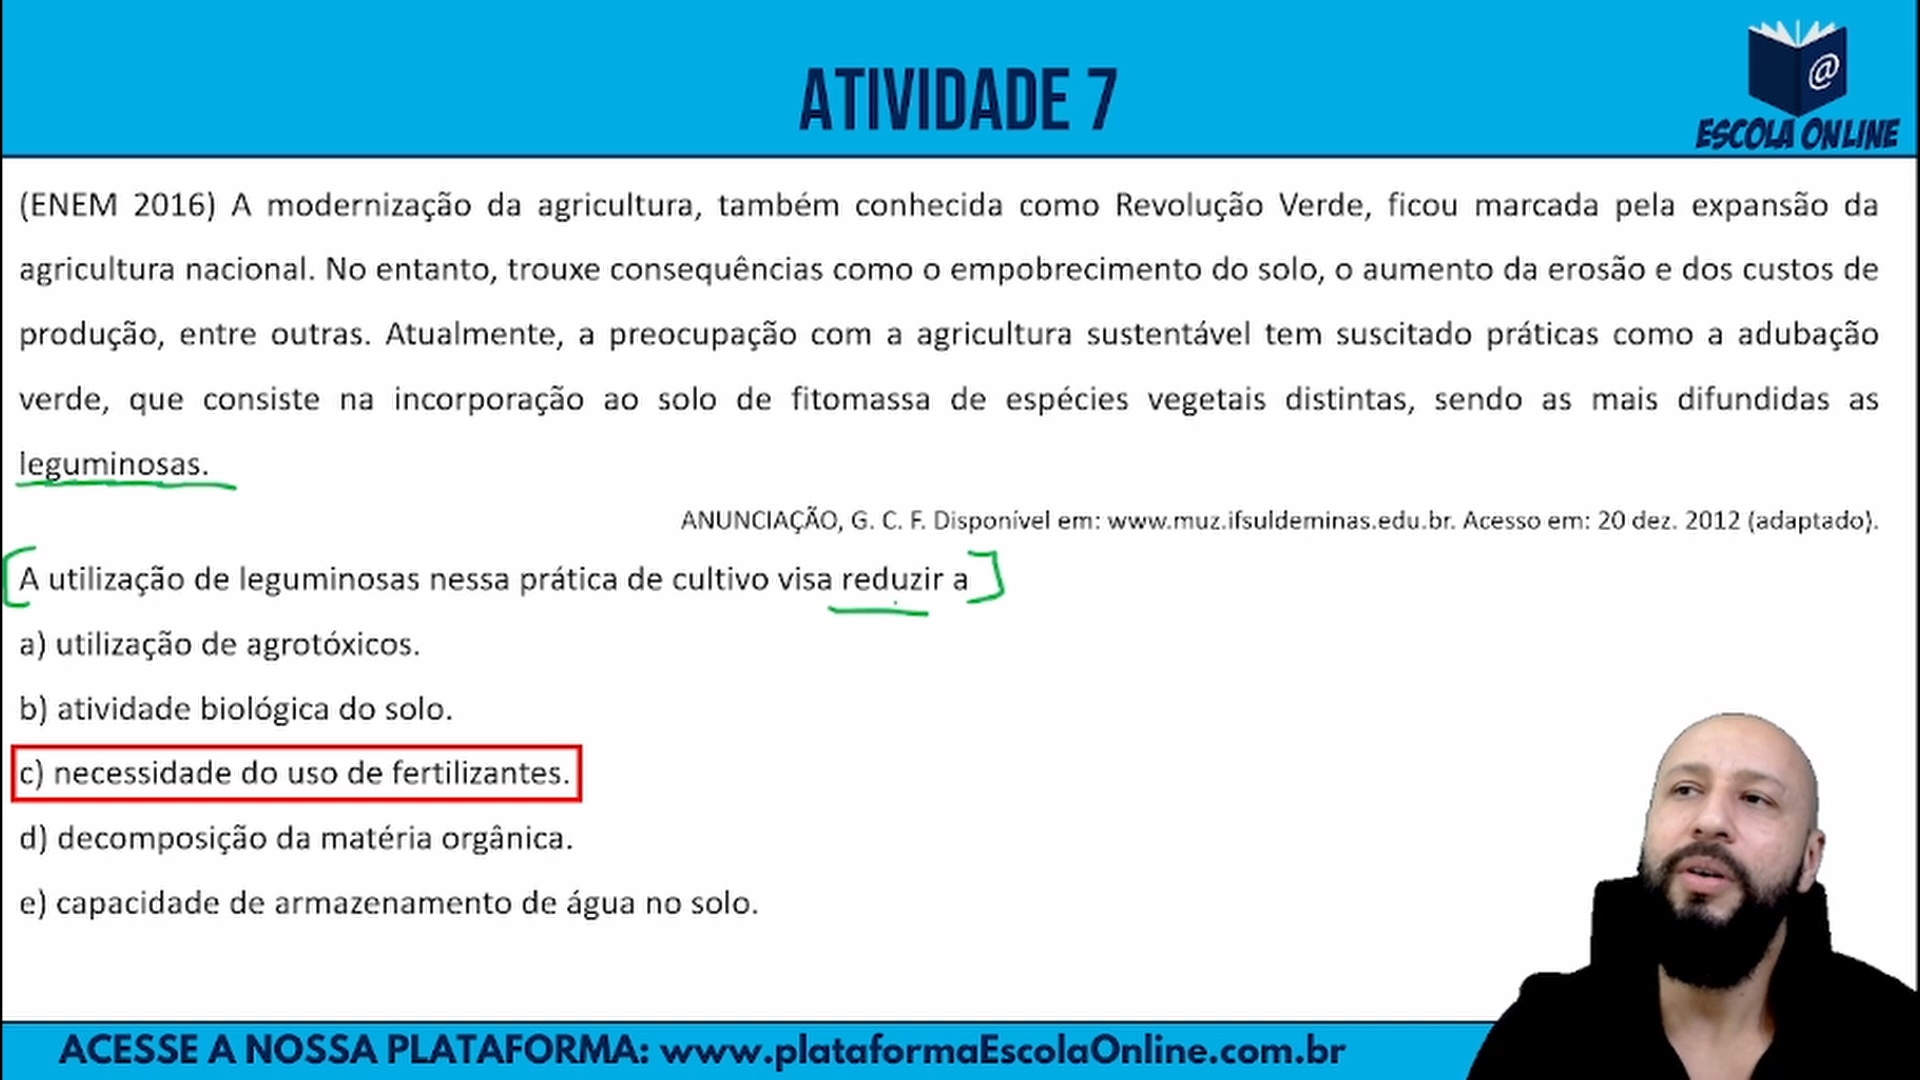 ATIVIDADE 7
@
ESCOLA ONLINE
(ENEM 2016) A modernização da agricultura, também conhecida como Revolução Verde, ficou marcada pela expansão da
agricultura nacional. No entanto, trouxe consequências como o empobrecimento do solo, o aumento da erosão e dos custos de
produção, entre outras. Atualmente, a preocupação com a agricultura sustentável tem suscitado práticas como a adubação
verde, que consiste na incorporação ao solo de fitomassa de espécies vegetais distintas, sendo as mais difundidas as
leguminosas.
ANUNCIAÇÃO, G. C. F. Disponível em: www.muz.ifsuldeminas.edu.br. Acesso em: 20 dez. 2012 (adaptado).
A utilização de leguminosas nessa prática de cultivo visa reduzir a
a) utilização de agrotóxicos.
b) atividade biológica do solo.
c) necessidade do uso de fertilizantes.
d) decomposição da matéria orgânica.
e) capacidade de armazenamento de água no solo.
ACESSE A NOSSA PLATAFORMA: www.plataformaEscolaOnline.com.br